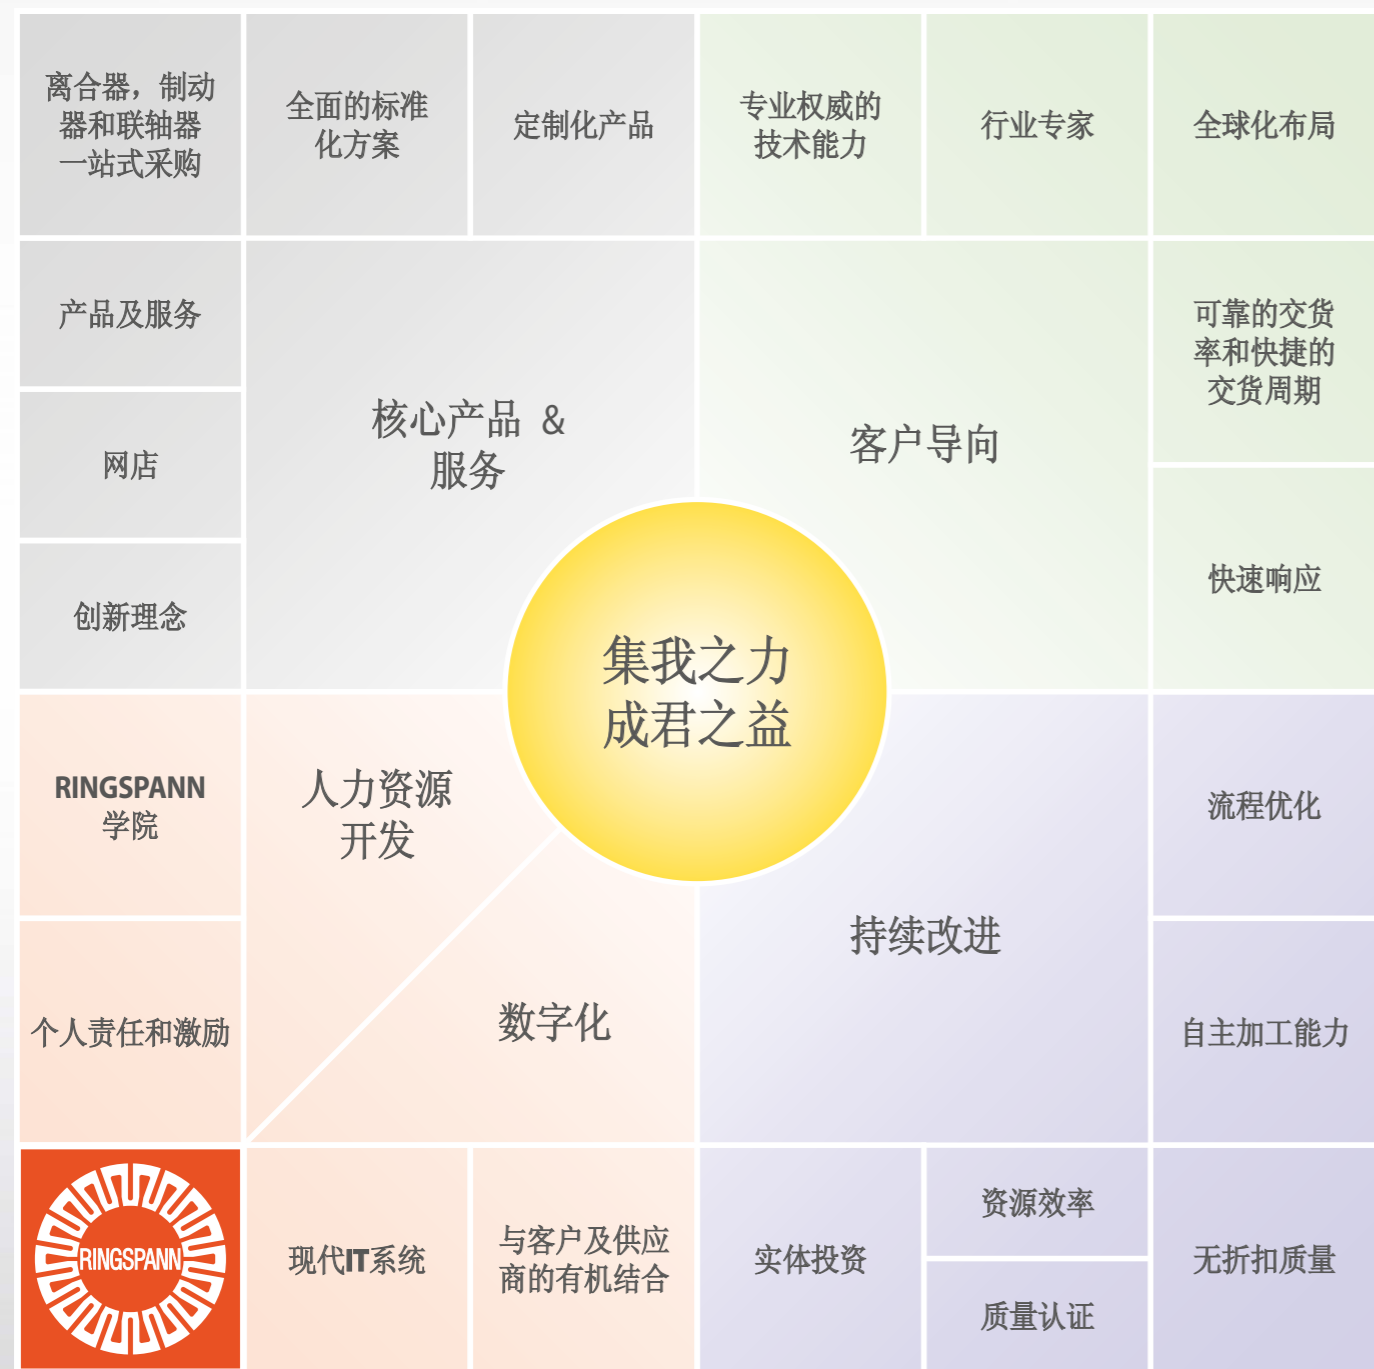 离合器，制动
器和联轴器
一站式采购
全面的标准
化方案
定制化产品
专业权威的
技术能力
行业专家
全球化布局
产品及服务
网店
创新理念
核心产品 &
服务
客户导向
可靠的交货
率和快捷的
交货周期
快速响应
集我之力
成君之益
RINGSPANN
学院
个人责任和激励
人力资源
开发
数字化
持续改进
流程优化
自主加工能力
RINGSPANN
现代IT系统
与客户及供应
商的有机结合
实体投资
资源效率
质量认证
无折扣质量